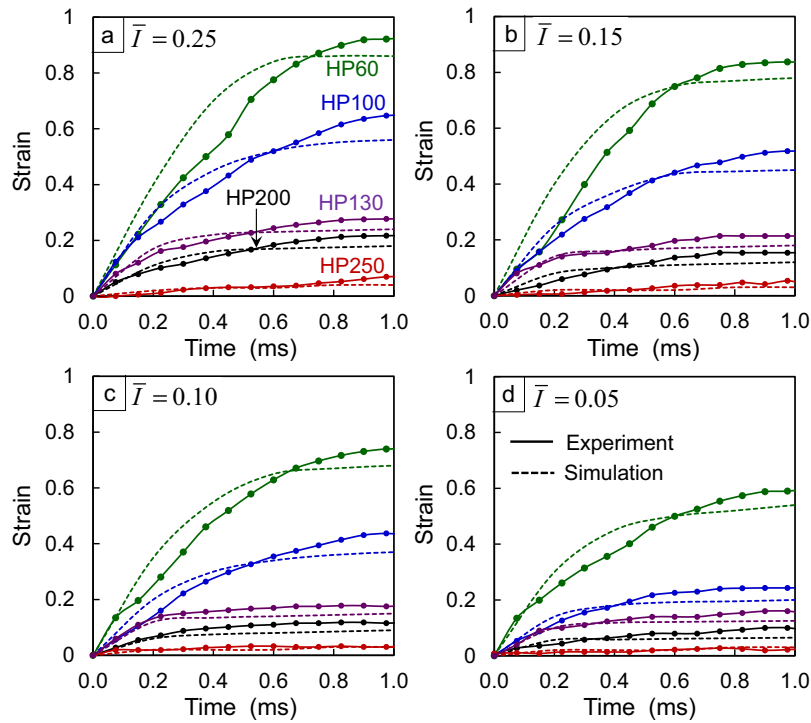 a Ī = 0.25
1
0.8
0.6
0.4
0.2
0
Strain
HP60
HP100
HP200
HP130
HP250
0.0 0.2 0.4 0.6 0.8 1.0
Time (ms)
b Ī = 0.15
1
0.8
0.6
0.4
0.2
0
Strain
0.0 0.2 0.4 0.6 0.8 1.0
Time (ms)
c Ī = 0.10
1
0.8
0.6
0.4
0.2
0
Strain
0.0 0.2 0.4 0.6 0.8 1.0
Time (ms)
d Ī = 0.05
1
0.8
0.6
0.4
0.2
0
Strain
Experiment
Simulation
0.0 0.2 0.4 0.6 0.8 1.0
Time (ms)